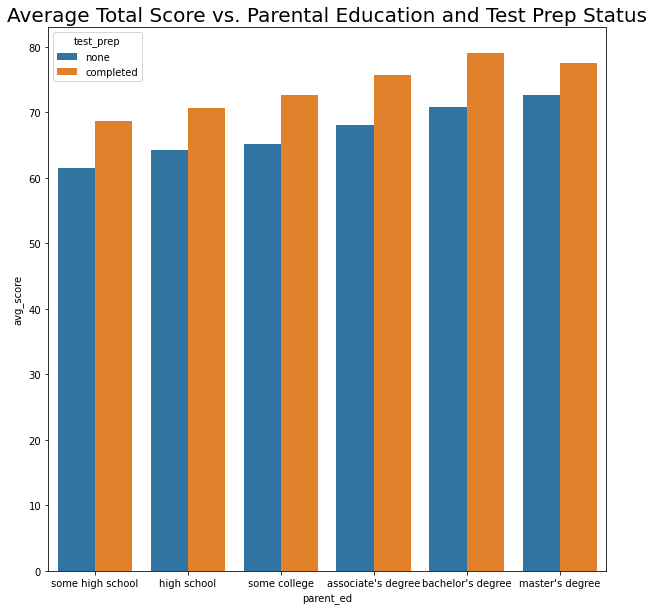 Average Total Score vs. Parental Education and Test Prep Status
test_prep
none
completed
avg_score
80
70
60
50
40
30
20
10
0
some high school
high school
some college
associate's degree
bachelor's degree
master's degree
parent_ed